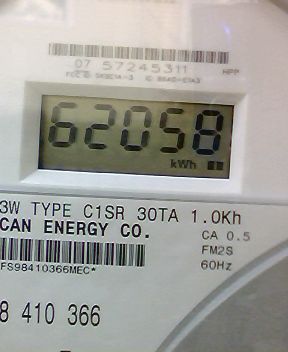 07 57245311 HPP
62058
kWh
3W TYPE C1SR 30TA 1.0Kh
CAN ENERGY CO.
CA 0.5
FM2S
FS98410366MEC*
60Hz
8 410 366